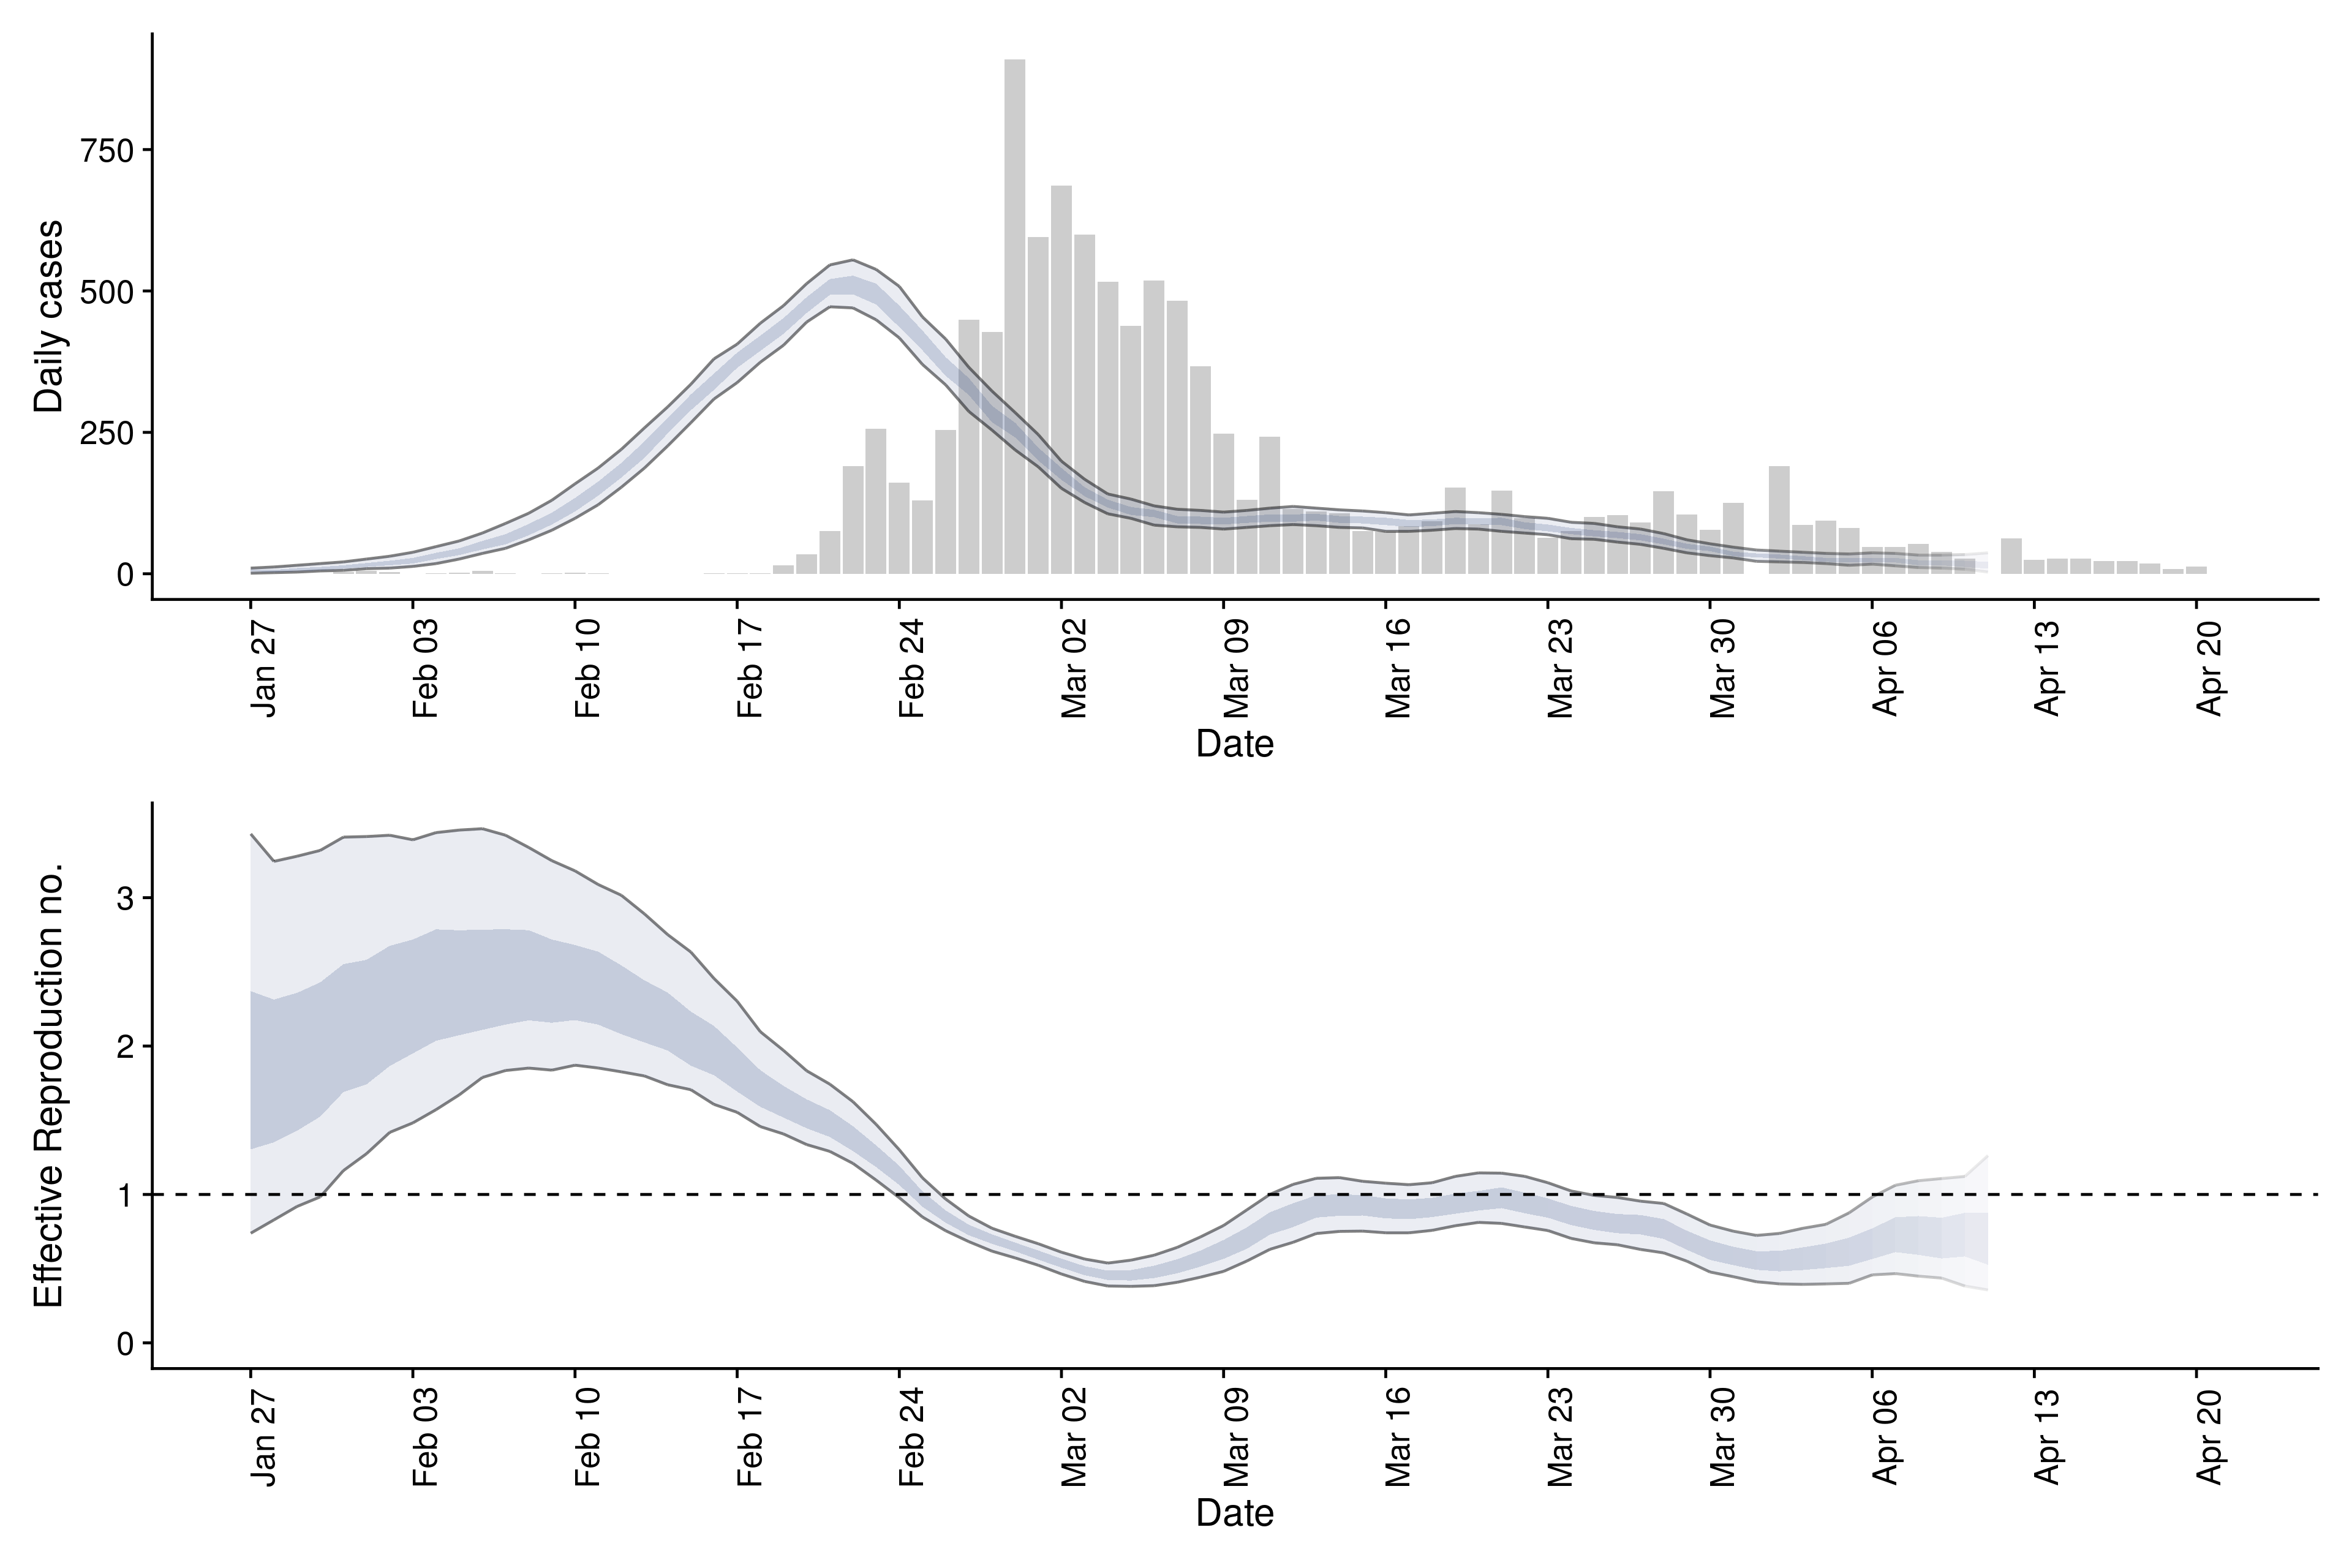 Daily cases
750
500
250
0
Jan 27
Feb 03
Feb 10
Feb 17
Feb 24
Mar 02
Mar 09
Mar 16
Mar 23
Mar 30
Apr 06
Apr 13
Apr 20
Date
Effective Reproduction no.
3
2
1
0
Jan 27
Feb 03
Feb 10
Feb 17
Feb 24
Mar 02
Mar 09
Mar 16
Mar 23
Mar 30
Apr 06
Apr 13
Apr 20
Date